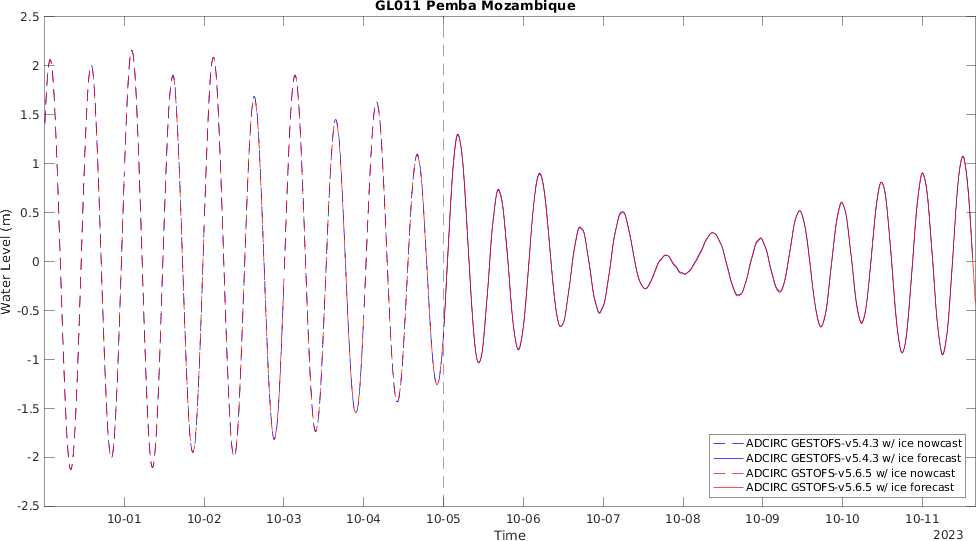 GL011 Pemba Mozambique
2.5
2
1.5
1
0.5
0
-0.5
-1
-1.5
-2
-2.5
Water Level (m)
ADCIRC GESTOFS-v5.4.3 w/ ice nowcast
ADCIRC GESTOFS-v5.4.3 w/ ice forecast
ADCIRC GSTOFS-v5.6.5 w/ ice nowcast
ADCIRC GSTOFS-v5.6.5 w/ ice forecast
10-01 10-02 10-03 10-04 10-05 10-06 10-07 10-08 10-09 10-10 10-11
Time
2023